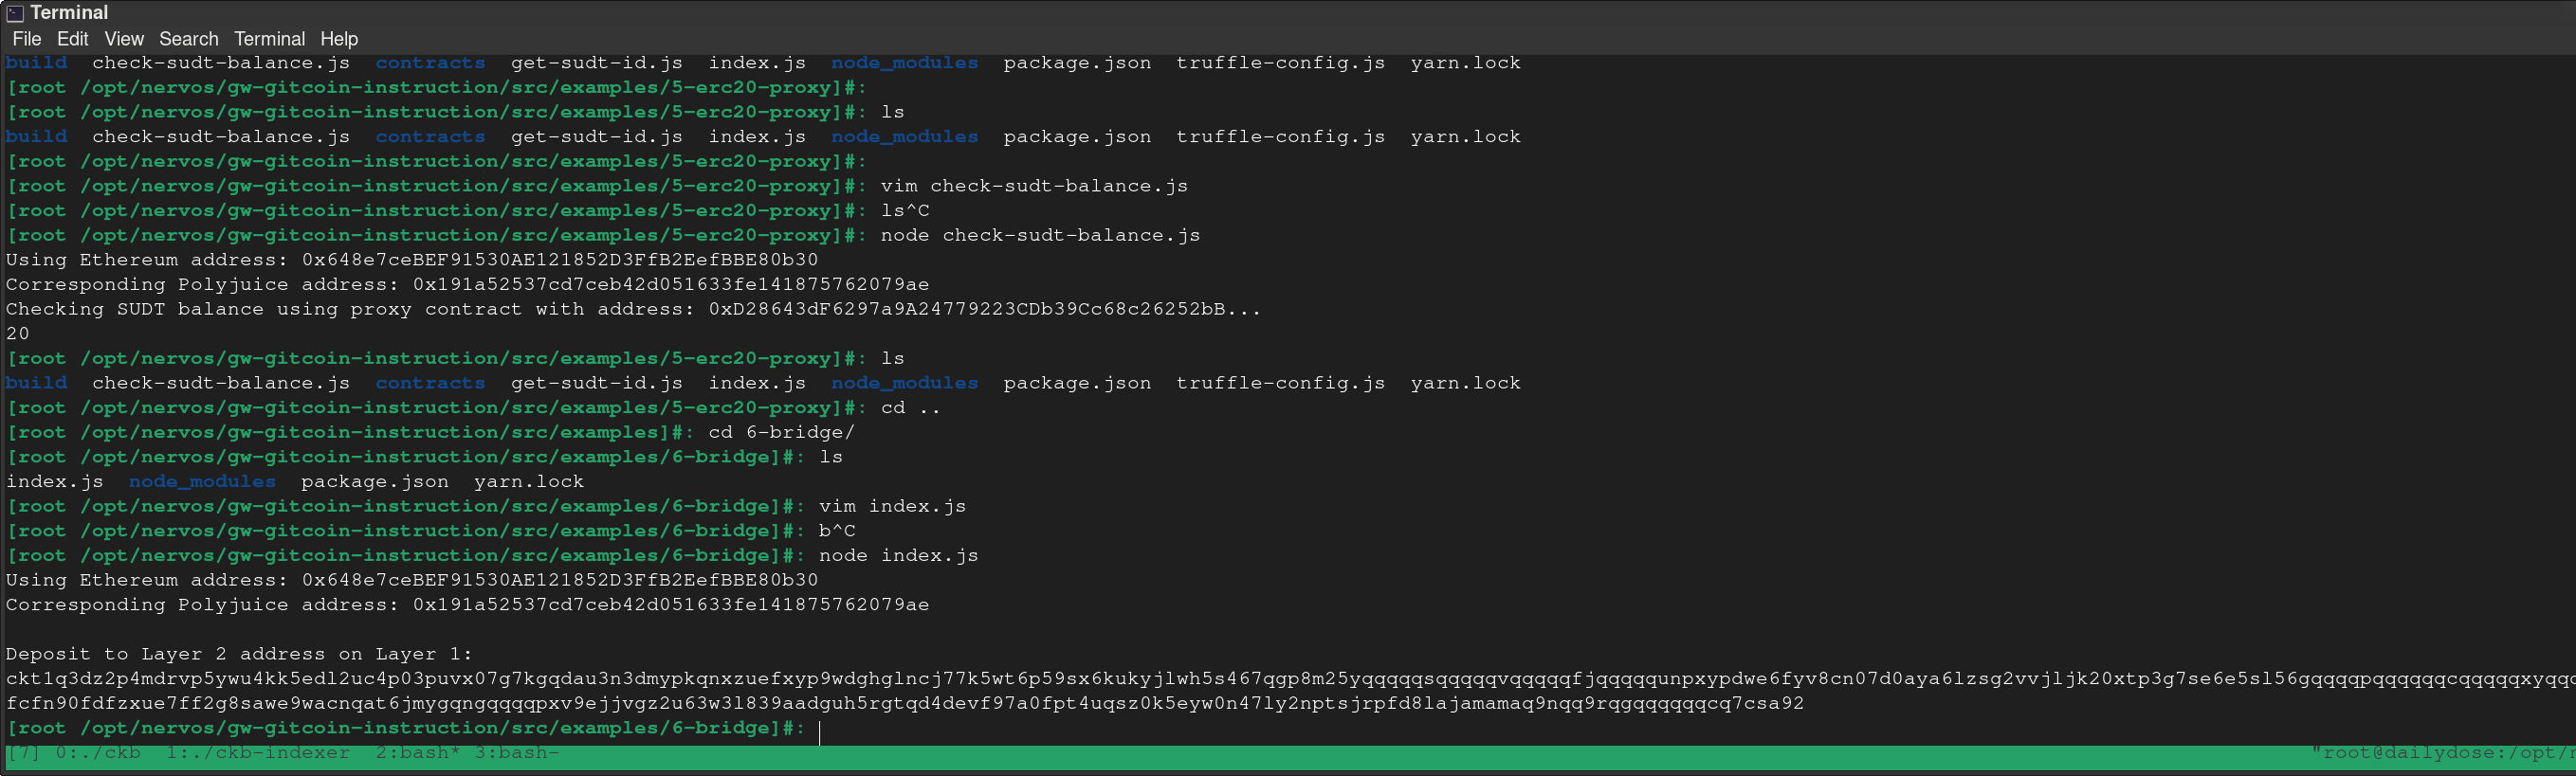 Terminal
File Edit View Search Terminal Help
build check-sudt-balance.js contracts get-sudt-id.js index.js node_modules package.json truffle-config.js yarn.lock
[root /opt/nervos/gw-gitcoin-instruction/src/examples/5-erc20-proxy]#:
[root /opt/nervos/gw-gitcoin-instruction/src/examples/5-erc20-proxy]#: ls
build check-sudt-balance.js contracts get-sudt-id.js index.js node_modules package.json truffle-config.js yarn.lock
[root /opt/nervos/gw-gitcoin-instruction/src/examples/5-erc20-proxy]#:
[root /opt/nervos/gw-gitcoin-instruction/src/examples/5-erc20-proxy]#: vim check-sudt-balance.js
[root /opt/nervos/gw-gitcoin-instruction/src/examples/5-erc20-proxy]#: ls^C
[root /opt/nervos/gw-gitcoin-instruction/src/examples/5-erc20-proxy]#: node check-sudt-balance.js
Using Ethereum address: 0x648e7ceBEF91530AE121852D3FfB2EefBBE80b30
Corresponding Polyjuice address: 0x191a52537cd7ceb42d051633fe141875762079ae
Checking SUDT balance using proxy contract with address: 0xD28643dF6297a9A24779223CDb39Cc68c26252bB...
20
[root /opt/nervos/gw-gitcoin-instruction/src/examples/5-erc20-proxy]#: ls
build check-sudt-balance.js contracts get-sudt-id.js index.js node_modules package.json truffle-config.js yarn.lock
[root /opt/nervos/gw-gitcoin-instruction/src/examples/5-erc20-proxy]#: cd ..
[root /opt/nervos/gw-gitcoin-instruction/src/examples]#: cd 6-bridge/
[root /opt/nervos/gw-gitcoin-instruction/src/examples/6-bridge]#: ls
index.js node_modules package.json yarn.lock
[root /opt/nervos/gw-gitcoin-instruction/src/examples/6-bridge]#: vim index.js
[root /opt/nervos/gw-gitcoin-instruction/src/examples/6-bridge]#: b^C
[root /opt/nervos/gw-gitcoin-instruction/src/examples/6-bridge]#: node index.js
Using Ethereum address: 0x648e7ceBEF91530AE121852D3FfB2EefBBE80b30
Corresponding Polyjuice address: 0x191a52537cd7ceb42d051633fe141875762079ae
Deposit to Layer 2 address on Layer 1:
ckt1q3dz2p4mdrvp5ywu4kk5edl2uc4p03puvx07g7kgqdau3n3dmypkqnxzuefxyp9wdghglncj77k5wt6p59sx6kukyjlwh5s467qgp8m25yqqqqqsqqqqqvqqqqqfjqqqqqunpxypdwe6fyv8cn07d0aya6lzsg2vvjljk20xtp3g7se6e5sl56gqqqqpqqqqqqcqqqqqxyqq
fcfn90fdfzxue7ff2g8sawe9wacnqat6jmygqngqqqqpxv9ejjvgz2u63w3l839aadguh5rgtqd4devf97a0fpt4uqsz0k5eyw0n47ly2nptsjrpfd8lajamamaq9nqq9rqgqqqqqqcq7csa92
[root /opt/nervos/gw-gitcoin-instruction/src/examples/6-bridge]#:
[7] 0:./ckb 1:./ckb-indexer 2:bash* 3:bash- "root@dailydose:/opt/